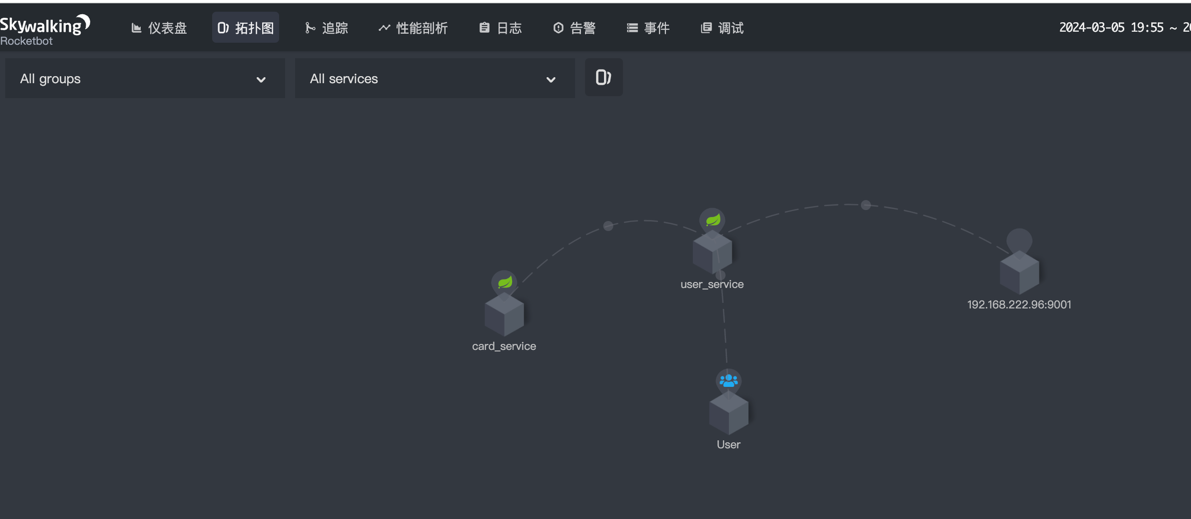 Skywalking
Rocketbot
仪表盘 拓扑图 追踪 性能剖析 日志 告警 事件 调试 2024-03-05 19:55 ~ 20
All groups All services
user_service
192.168.222.96:9001
card_service
User